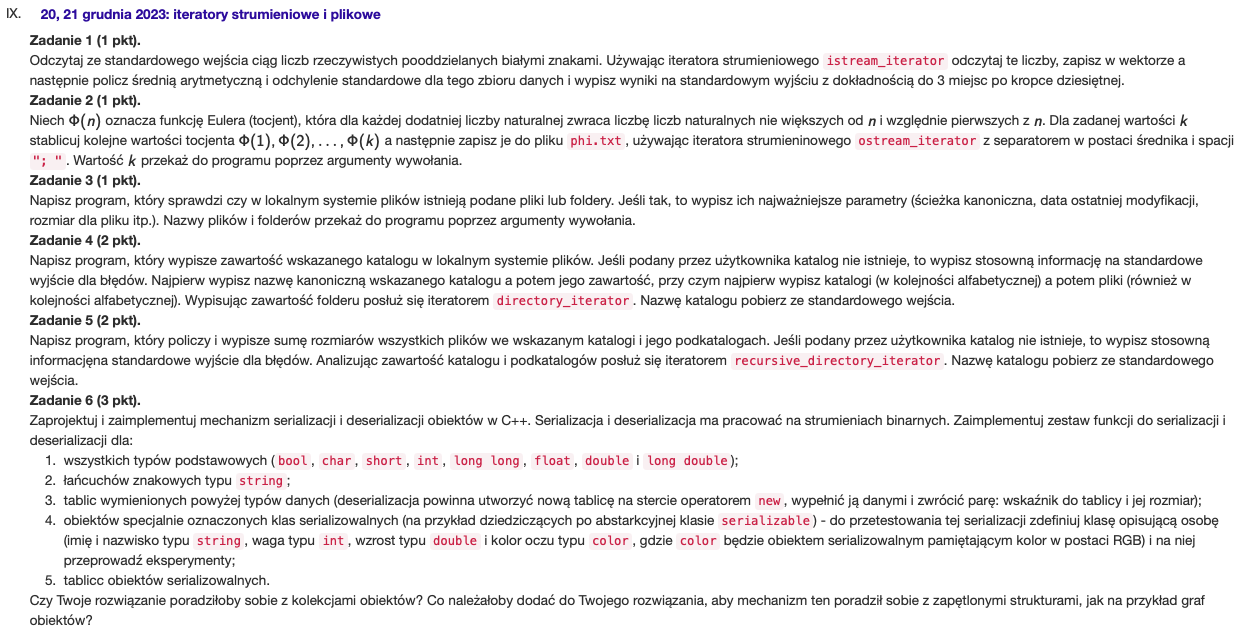 IX. 20, 21 grudnia 2023: iteratory strumieniowe i plikowe
Zadanie 1 (1 pkt).
Odczytaj ze standardowego wejścia ciąg liczb rzeczywistych pooddzielanych białymi znakami. Używając iteratora strumieniowego istream_iterator odczytaj te liczby, zapisz w wektorze a
następnie policz średnią arytmetyczną i odchylenie standardowe dla tego zbioru danych i wypisz wyniki na standardowym wyjściu z dokładnością do 3 miejsc po kropce dziesiętnej.
Zadanie 2 (1 pkt).
Niech Φ(n) oznacza funkcję Eulera (tocjent), która dla każdej dodatniej liczby naturalnej zwraca liczbę liczb naturalnych nie większych od n i względnie pierwszych z n. Dla zadanej wartości k
stablicuj kolejne wartości tocjenta Φ(1), Φ(2), . . . , Φ(k) a następnie zapisz je do pliku phi.txt , używając iteratora strumieninowego ostream_iterator z separatorem w postaci średnika i spacji
"; " . Wartość k przekaż do programu poprzez argumenty wywołania.
Zadanie 3 (1 pkt).
Napisz program, który sprawdzi czy w lokalnym systemie plików istnieją podane pliki lub foldery. Jeśli tak, to wypisz ich najważniejsze parametry (ścieżka kanoniczna, data ostatniej modyfikacji,
rozmiar dla pliku itp.). Nazwy plików i folderów przekaż do programu poprzez argumenty wywołania.
Zadanie 4 (2 pkt).
Napisz program, który wypisze zawartość wskazanego katalogu w lokalnym systemie plików. Jeśli podany przez użytkownika katalog nie istnieje, to wypisz stosowną informację na standardowe
wyjście dla błędów. Najpierw wypisz nazwę kanoniczną wskazanego katalogu a potem jego zawartość, przy czym najpierw wypisz katalogi (w kolejności alfabetycznej) a potem pliki (również w
kolejności alfabetycznej). Wypisując zawartość folderu posłuż się iteratorem directory_iterator . Nazwę katalogu pobierz ze standardowego wejścia.
Zadanie 5 (2 pkt).
Napisz program, który policzy i wypisze sumę rozmiarów wszystkich plików we wskazanym katalogi i jego podkatalogach. Jeśli podany przez użytkownika katalog nie istnieje, to wypisz stosowną
informacjęna standardowe wyjście dla błędów. Analizując zawartość katalogu i podkatalogów posłuż się iteratorem recursive_directory_iterator . Nazwę katalogu pobierz ze standardowego
wejścia.
Zadanie 6 (3 pkt).
Zaprojektuj i zaimplementuj mechanizm serializacji i deserializacji obiektów w C++. Serializacja i deserializacja ma pracować na strumieniach binarnych. Zaimplementuj zestaw funkcji do serializacji i
deserializacji dla:
1. wszystkich typów podstawowych ( bool , char , short , int , long long , float , double i long double );
2. łańcuchów znakowych typu string ;
3. tablic wymienionych powyżej typów danych (deserializacja powinna utworzyć nową tablicę na stercie operatorem new , wypełnić ją danymi i zwrócić parę: wskaźnik do tablicy i jej rozmiar);
4. obiektów specjalnie oznaczonych klas serializowalnych (na przykład dziedziczących po abstarkcyjnej klasie serializable ) - do przetestowania tej serializacji zdefiniuj klasę opisującą osobę
(imię i nazwisko typu string , waga typu int , wzrost typu double i kolor oczu typu color , gdzie color będzie obiektem serializowalnym pamiętającym kolor w postaci RGB) i na niej
przeprowadź eksperymenty;
5. tablicc obiektów serializowalnych.
Czy Twoje rozwiązanie poradziłoby sobie z kolekcjami obiektów? Co należałoby dodać do Twojego rozwiązania, aby mechanizm ten poradził sobie z zapętlonymi strukturami, jak na przykład graf
obiektów?